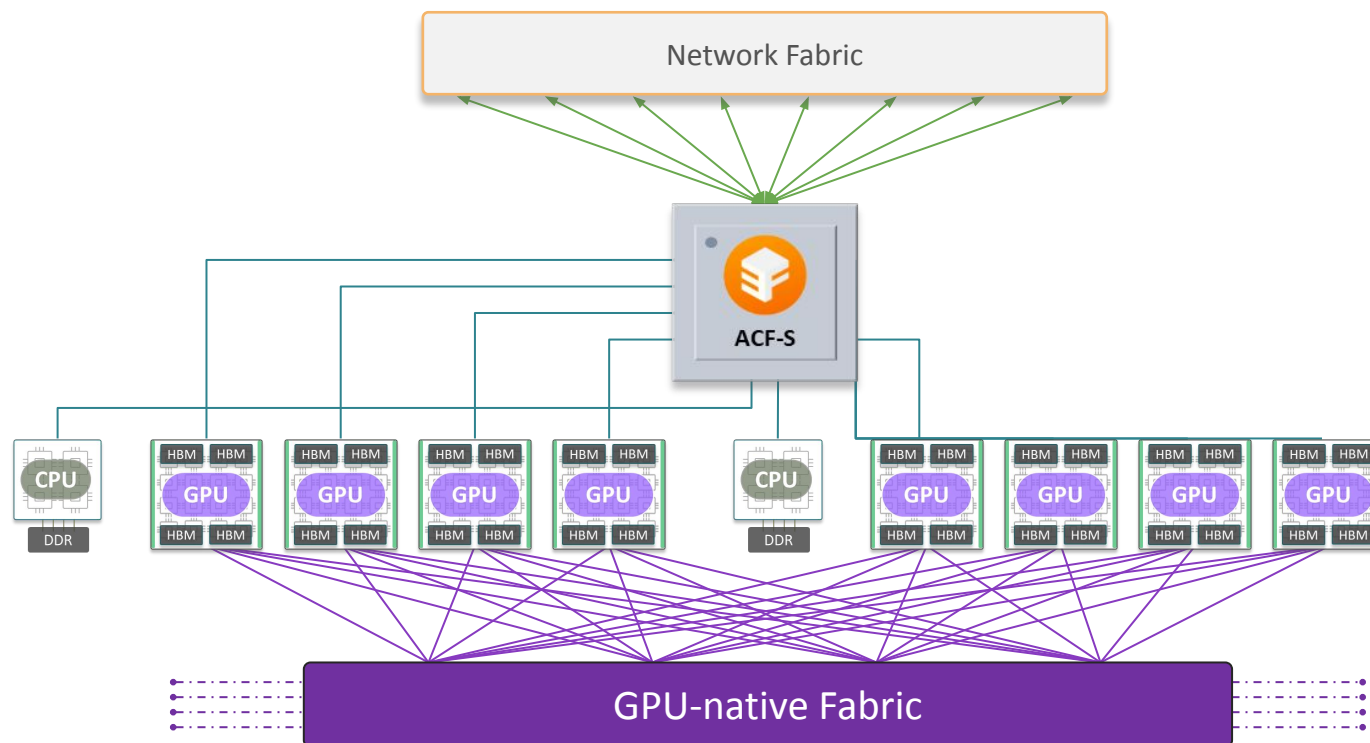 Network Fabric
ACF-S
HBM HBM HBM HBM HBM HBM HBM HBM HBM HBM HBM HBM HBM HBM HBM HBM
CPU GPU GPU GPU GPU CPU GPU GPU GPU GPU
HBM HBM HBM HBM HBM HBM HBM HBM HBM HBM HBM HBM HBM HBM HBM HBM
DDR DDR
GPU-native Fabric